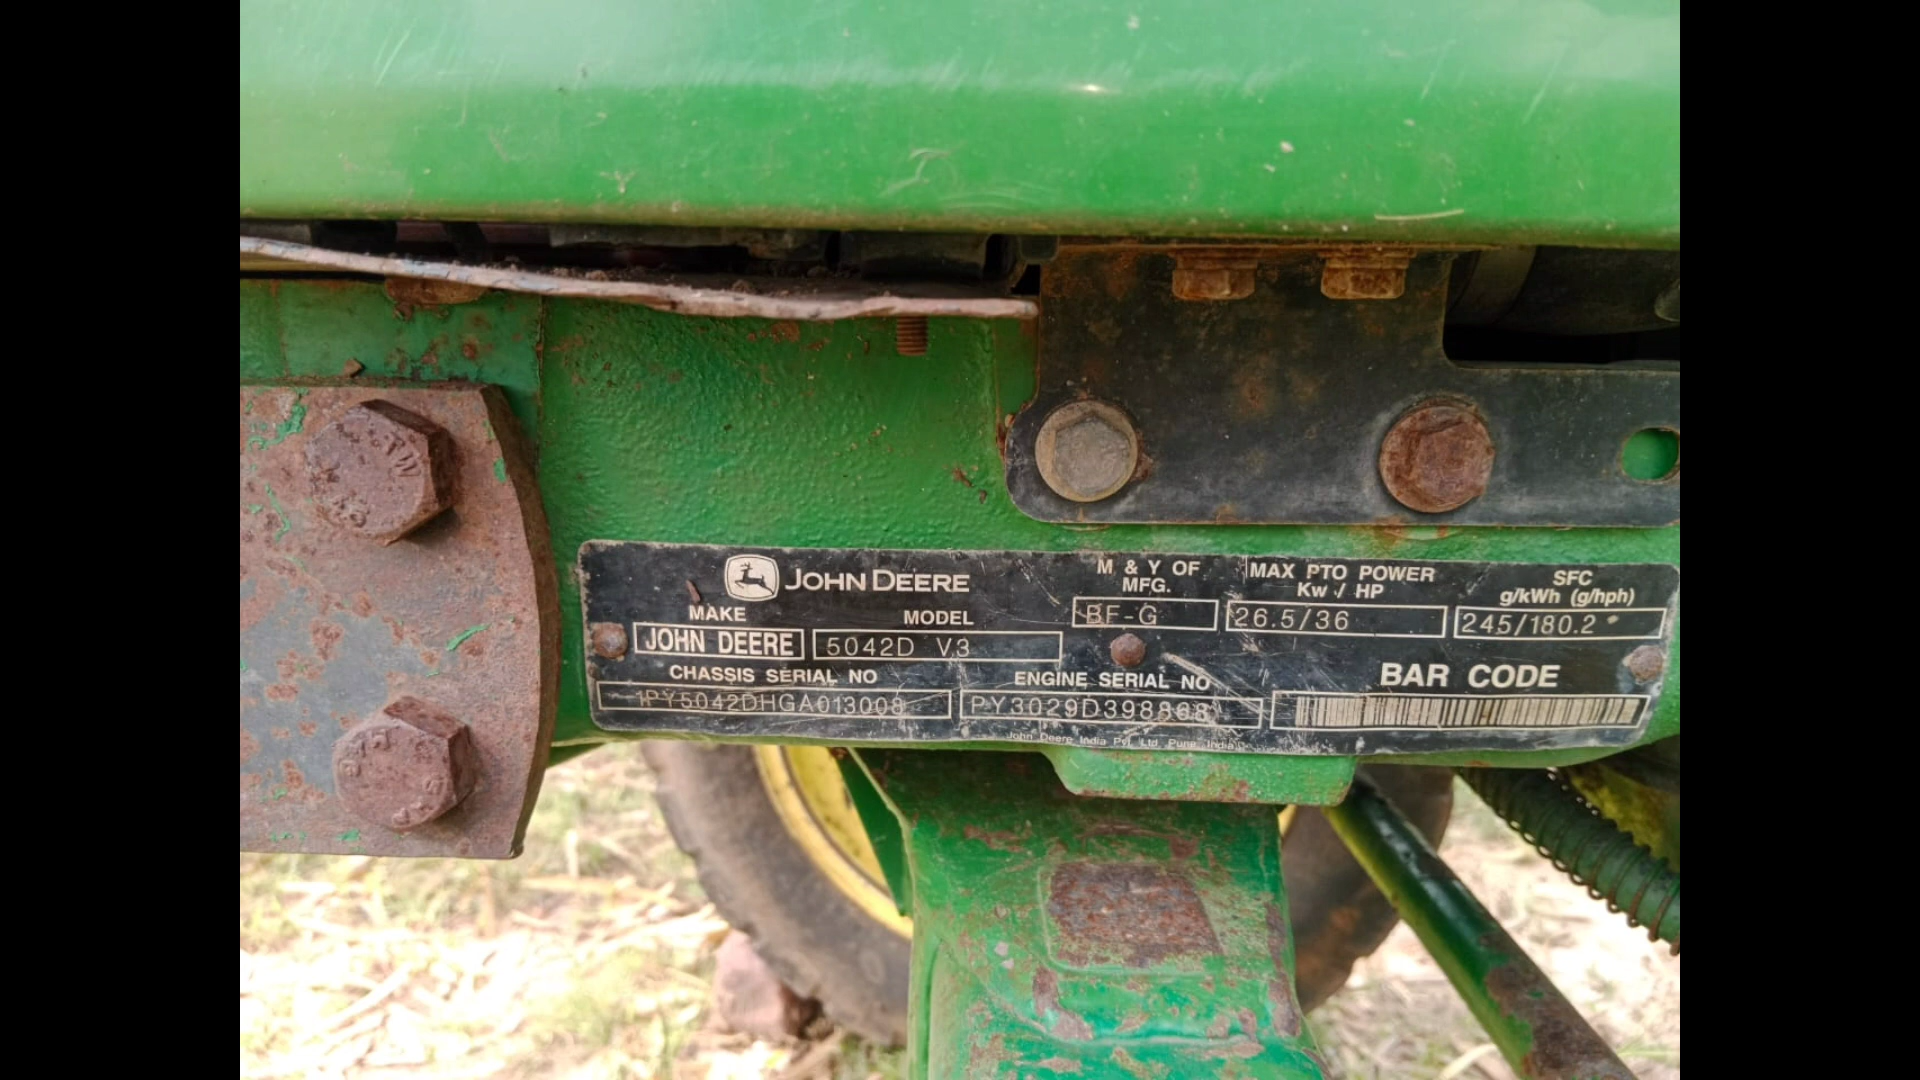 JOHN DEERE
M & Y OF
MFG.
BF-G
MAX PTO POWER
Kw / HP
26.5/36
SFC
g/kWh (g/hph)
245/180.2
MAKE
JOHN DEERE
MODEL
5042D V3
CHASSIS SERIAL NO
1PY5042DHGA013008
ENGINE SERIAL NO
PY3029D398868
BAR CODE
John Deere India Pvt. Ltd. Pune, India